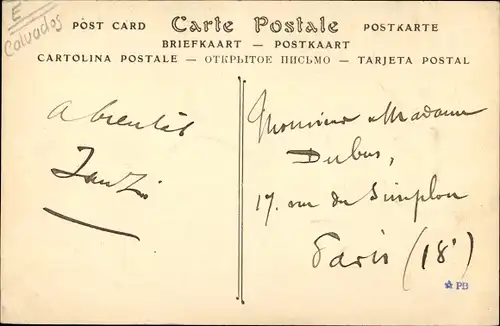 E
Calvados
POST CARD Carte Postale POSTKARTE
BRIEFKAART — POSTKAART
CARTOLINA POSTALE — ОТКРЫТОЕ ПИСЬМО — TARJETA POSTAL
A bientôt
Monsieur & Madame
Dubus,
17. rue du Simplon
Paris (18e)
PB